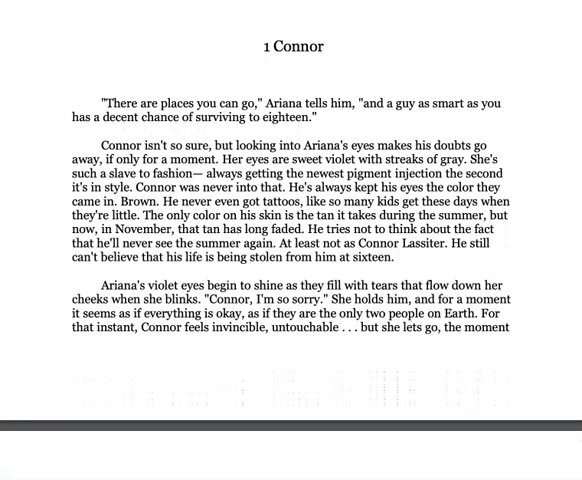 1 Connor
"There are places you can go," Ariana tells him, "and a guy as smart as you
has a decent chance of surviving to eighteen."
Connor isn't so sure, but looking into Ariana's eyes makes his doubts go
away, if only for a moment. Her eyes are sweet violet with streaks of gray. She's
such a slave to fashion— always getting the newest pigment injection the second
it's in style. Connor was never into that. He's always kept his eyes the color they
came in. Brown. He never even got tattoos, like so many kids get these days when
they're little. The only color on his skin is the tan it takes during the summer, but
now, in November, that tan has long faded. He tries not to think about the fact
that he'll never see the summer again. At least not as Connor Lassiter. He still
can't believe that his life is being stolen from him at sixteen.
Ariana's violet eyes begin to shine as they fill with tears that flow down her
cheeks when she blinks. "Connor, I'm so sorry." She holds him, and for a moment
it seems as if everything is okay, as if they are the only two people on Earth. For
that instant, Connor feels invincible, untouchable . . . but she lets go, the moment